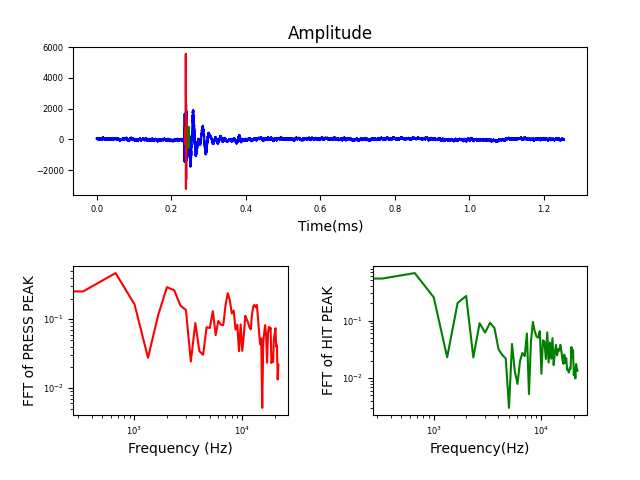 Amplitude
6000
4000
2000
0
−2000
0.0 0.2 0.4 0.6 0.8 1.0 1.2
Time(ms)
FFT of PRESS PEAK
10⁻¹
10⁻²
10³ 10⁴
Frequency (Hz)
FFT of HIT PEAK
10⁻¹
10⁻²
10³ 10⁴
Frequency(Hz)